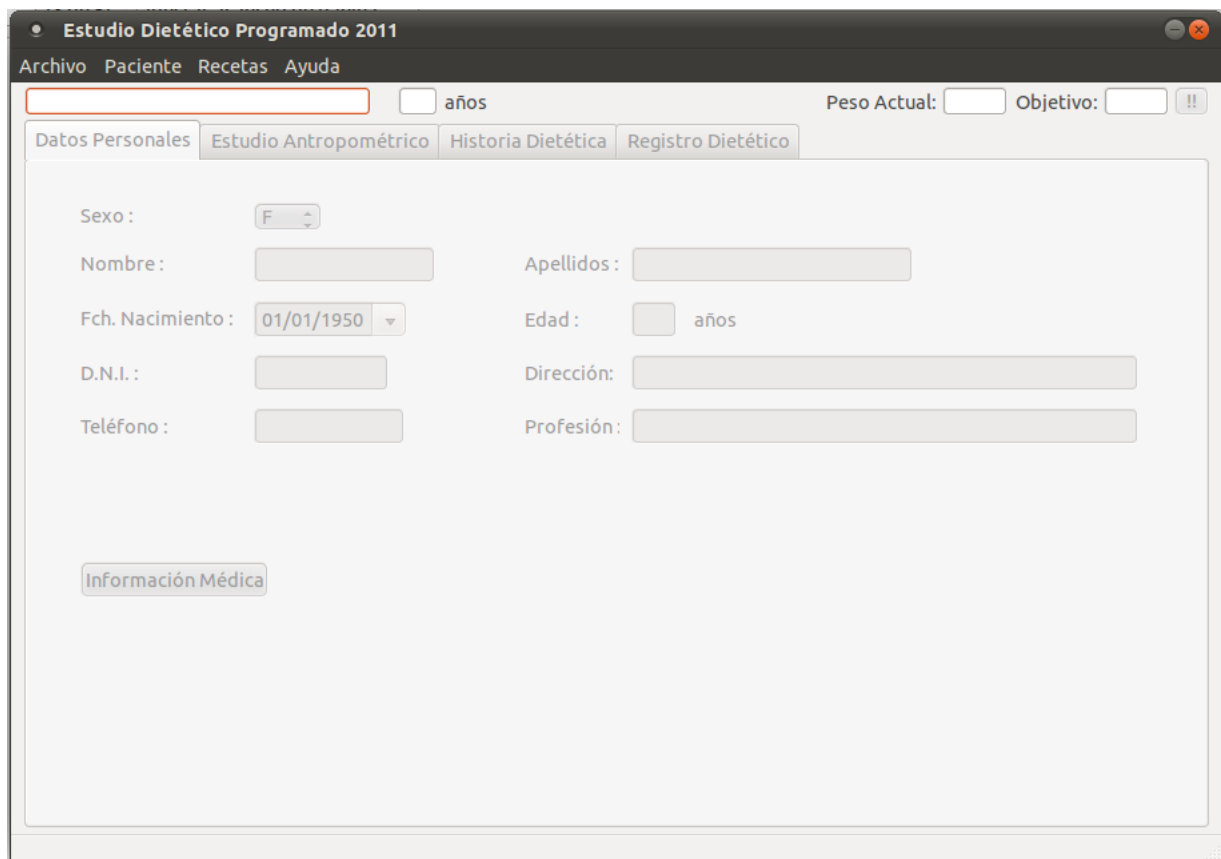 Estudio Dietético Programado 2011
Archivo Paciente Recetas Ayuda
años Peso Actual: Objetivo: !!
Datos Personales Estudio Antropométrico Historia Dietética Registro Dietético
Sexo : F
Nombre : Apellidos :
Fch. Nacimiento : 01/01/1950 Edad : años
D.N.I. : Dirección:
Teléfono : Profesión :
Información Médica